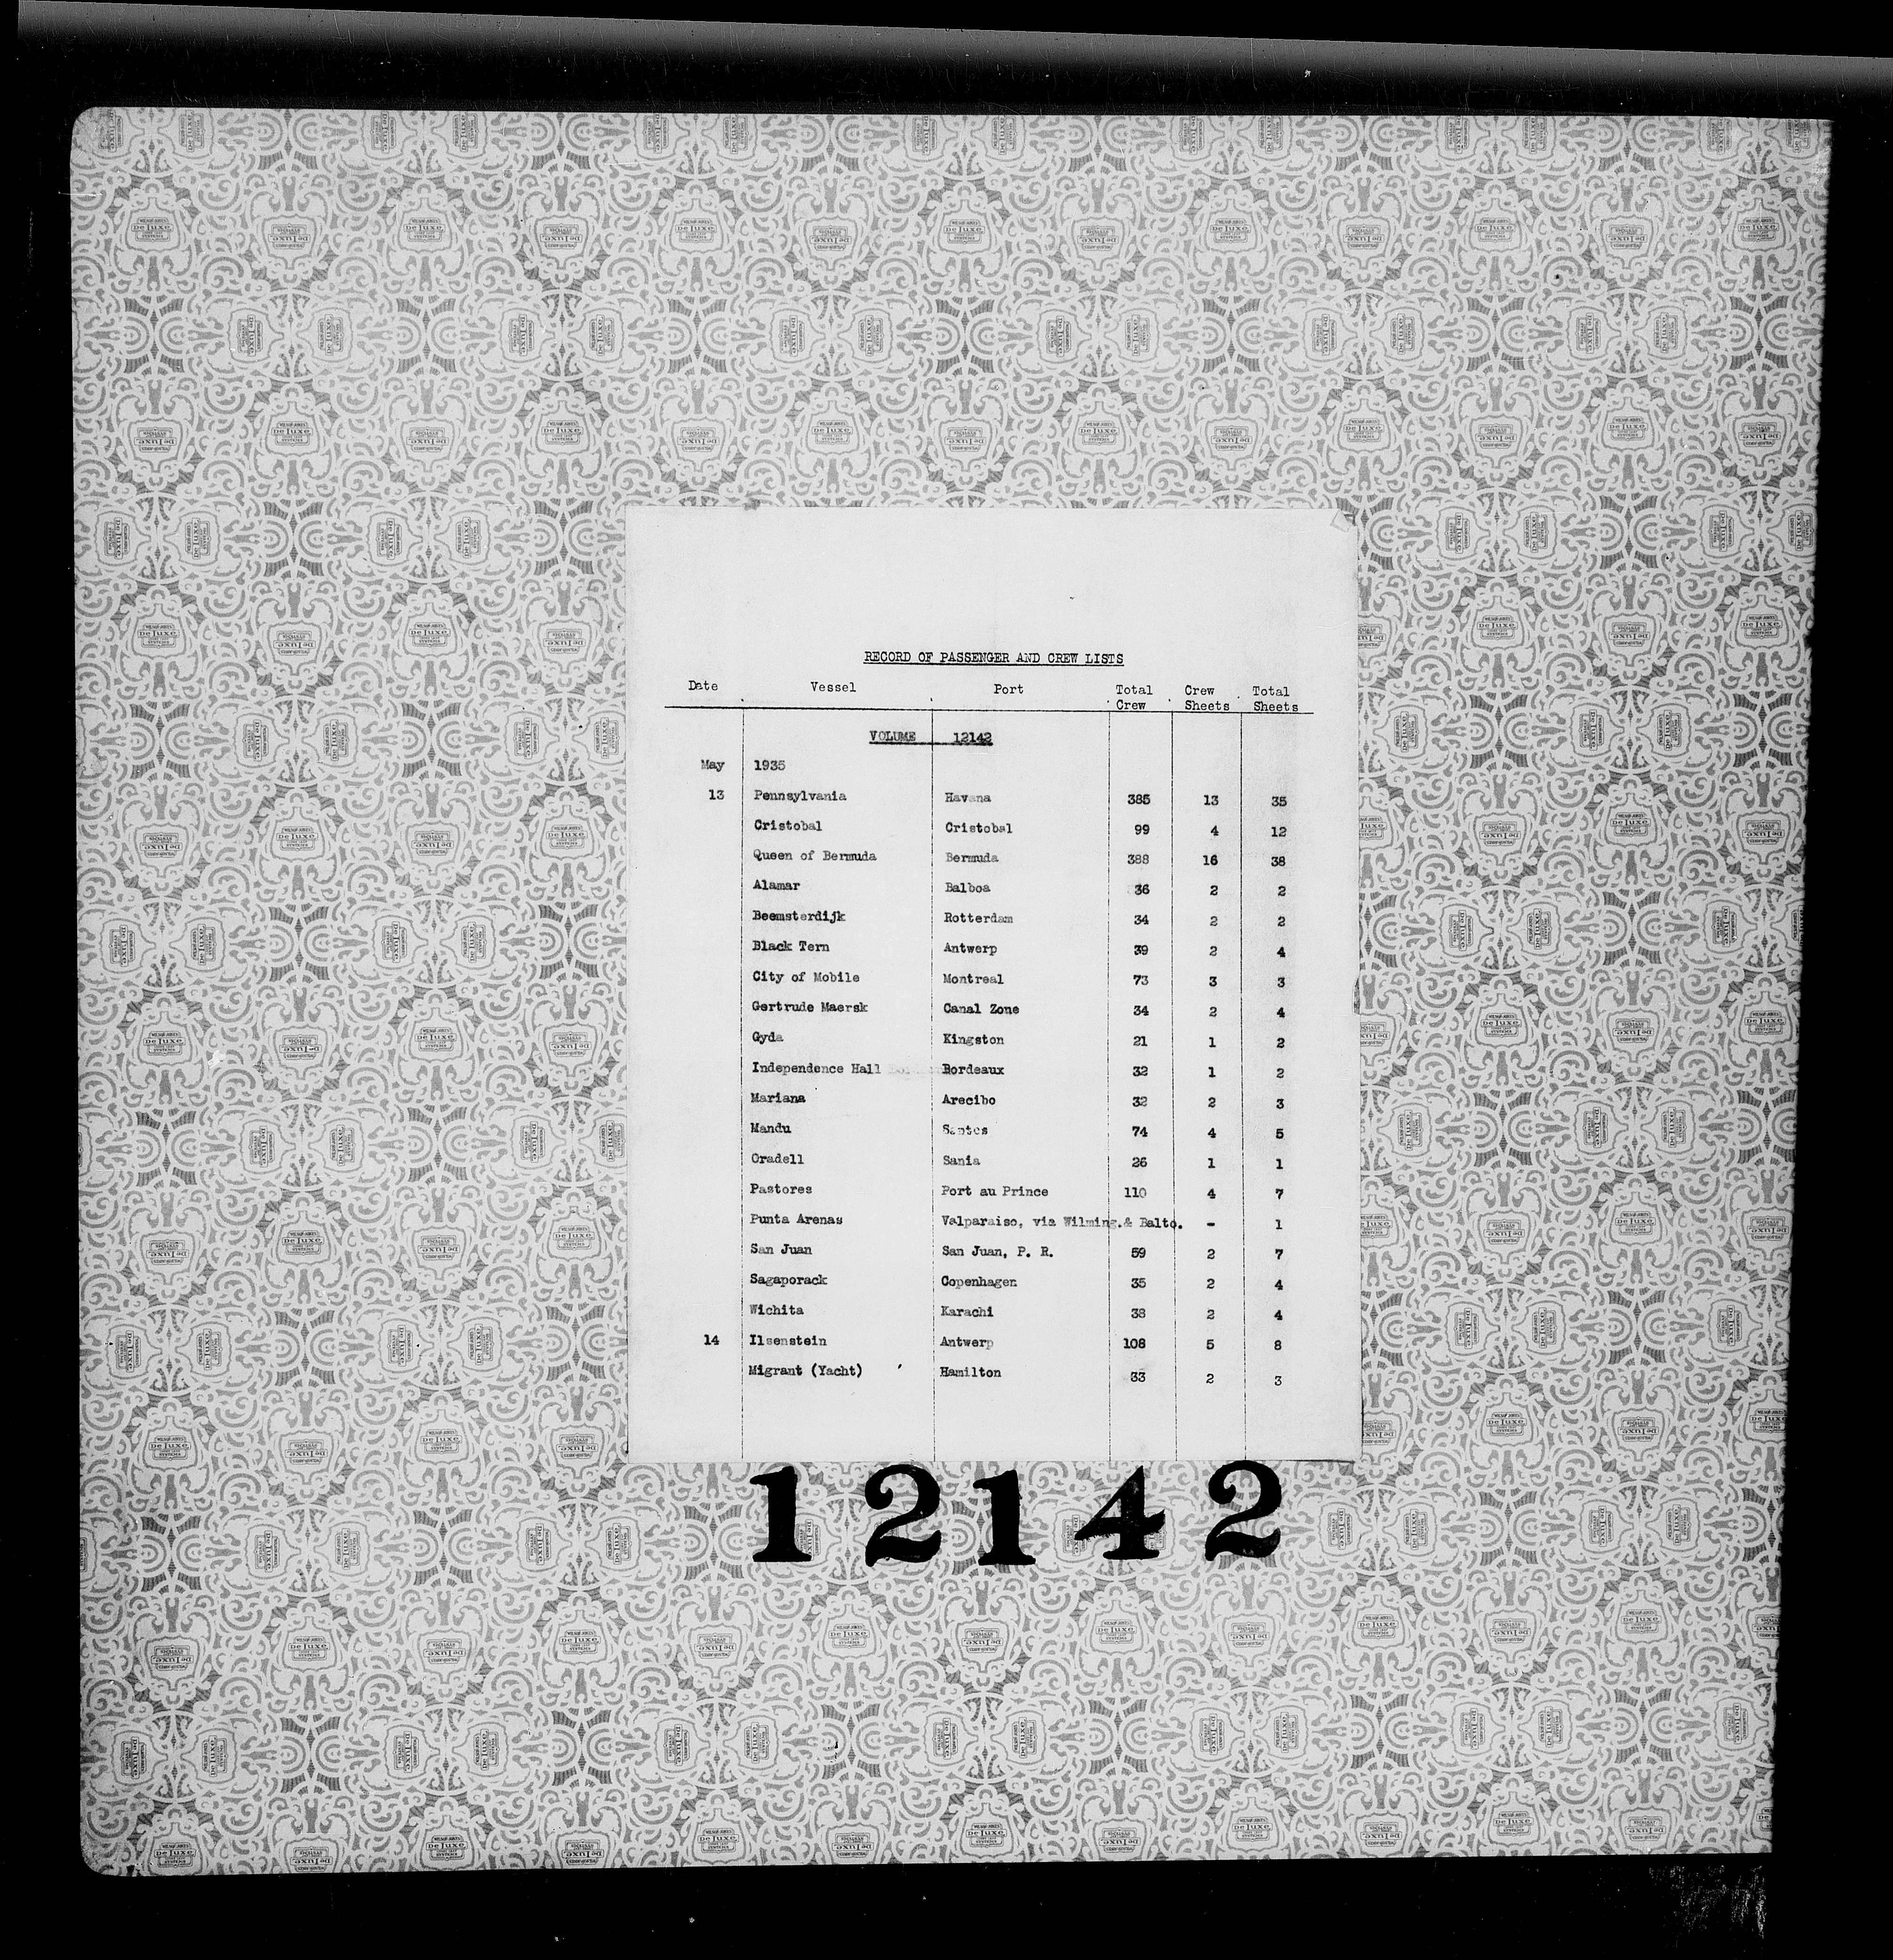 RECORD OF PASSENGER AND CREW LISTS
Date Vessel Port Total Crew Crew Sheets Total Sheets
VOLUME 12142
May 1935
13 Pennsylvania Havana 385 13 35
Cristobal Cristobal 99 4 12
Queen of Bermuda Bermuda 388 16 38
Alamar Balboa 36 2 2
Beemsterdijk Rotterdam 34 2 2
Black Tern Antwerp 39 2 4
City of Mobile Montreal 73 3 3
Gertrude Maersk Canal Zone 34 2 4
Gyda Kingston 21 1 2
Independence Hall Bordeaux 32 1 2
Mariana Arecibo 32 2 3
Mandu Santos 74 4 5
Oradell Sania 26 1 1
Pastores Port au Prince 110 4 7
Punta Arenas Valparaiso, via Wilming.& Balto. - 1
San Juan San Juan, P. R. 59 2 7
Sagaporack Copenhagen 35 2 4
Wichita Karachi 38 2 4
14 Ilsenstein Antwerp 108 5 8
Migrant (Yacht) Hamilton 33 2 3
12142